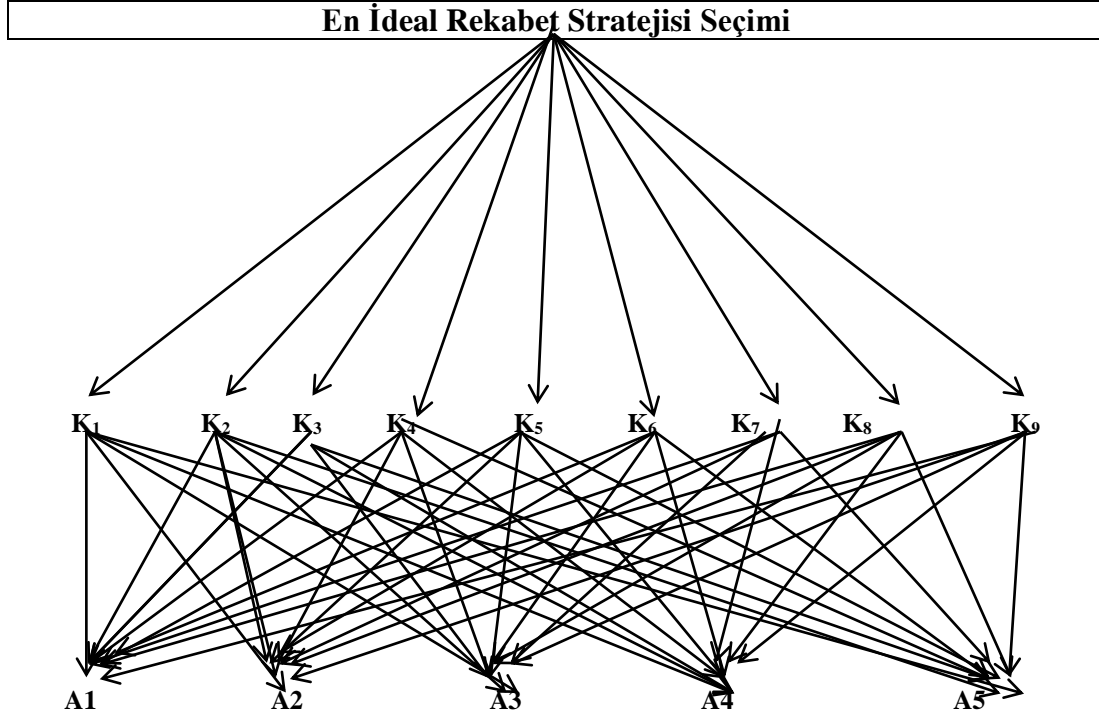 En İdeal Rekabet Stratejisi Seçimi
K₁ K₂ K₃ K₄ K₅ K₆ K₇ K₈ K₉
A1 A2 A3 A4 A5